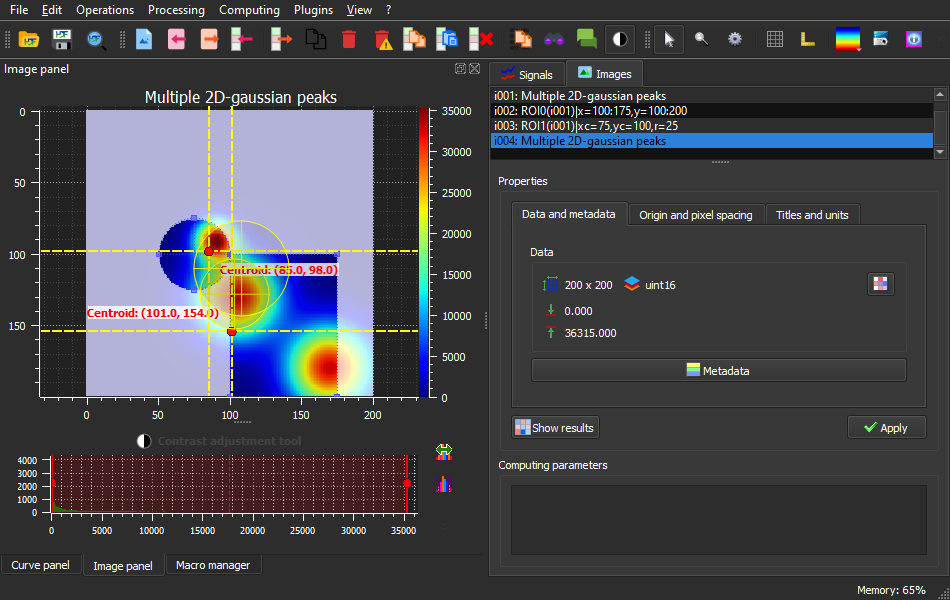 File Edit Operations Processing Computing Plugins View ?
Image panel
Signals Images
Multiple 2D-gaussian peaks
i001: Multiple 2D-gaussian peaks
i002: ROI0(i001)|x=100:175,y=100:200
i003: ROI1(i001)|xc=75,yc=100,r=25
i004: Multiple 2D-gaussian peaks
0
50
100
150
0 50 100 150 200
35000
30000
25000
20000
15000
10000
5000
0
Centroid: (85.0, 98.0)
Centroid: (101.0, 154.0)
Properties
Data and metadata Origin and pixel spacing Titles and units
Data
200 x 200 uint16
0.000
36315.000
Metadata
Show results Apply
Contrast adjustment tool
4000
3000
2000
1000
0
0 5000 10000 15000 20000 25000 30000 35000
Computing parameters
Curve panel Image panel Macro manager
Memory: 65%